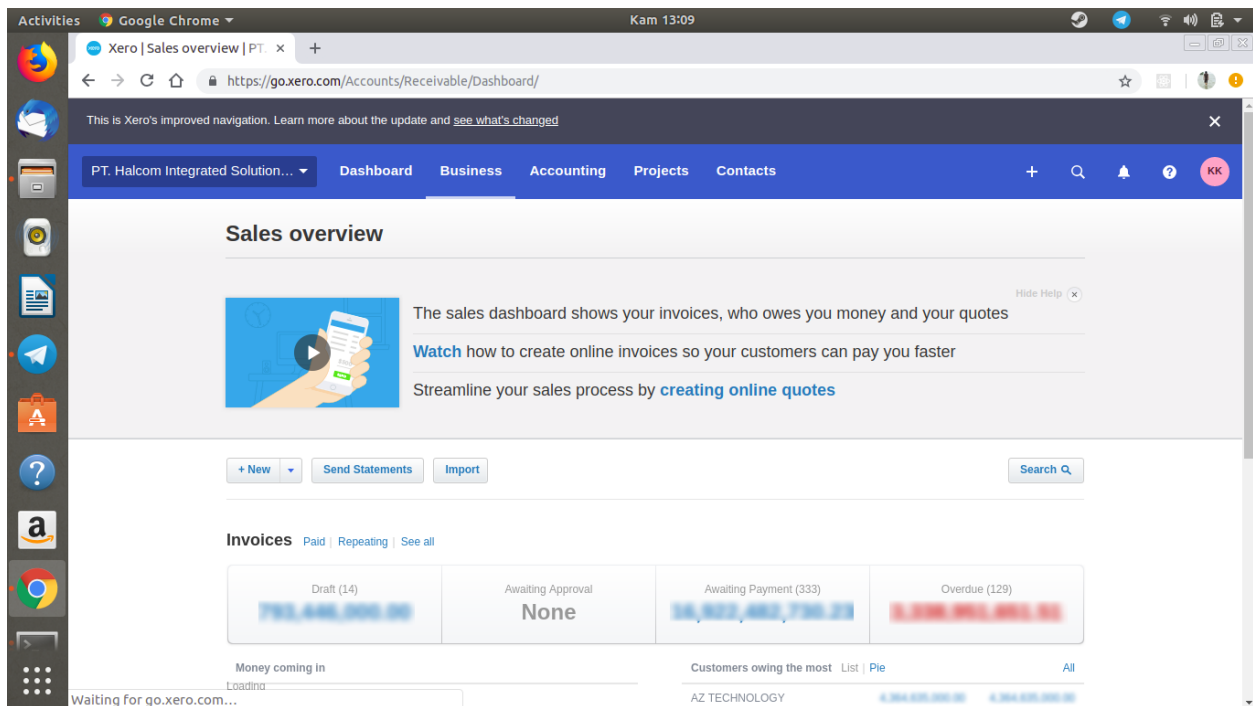 Activities Google Chrome Kam 13:09
Xero | Sales overview | PT.
https://go.xero.com/Accounts/Receivable/Dashboard/
This is Xero's improved navigation. Learn more about the update and see what's changed
PT. Halcom Integrated Solution… Dashboard Business Accounting Projects Contacts KK
Sales overview
Hide Help
The sales dashboard shows your invoices, who owes you money and your quotes
Watch how to create online invoices so your customers can pay you faster
Streamline your sales process by creating online quotes
+ New Send Statements Import Search
Invoices Paid | Repeating | See all
Draft (14) Awaiting Approval Awaiting Payment (333) Overdue (129)
None
Money coming in Customers owing the most List | Pie All
Loading
AZ TECHNOLOGY
Waiting for go.xero.com...